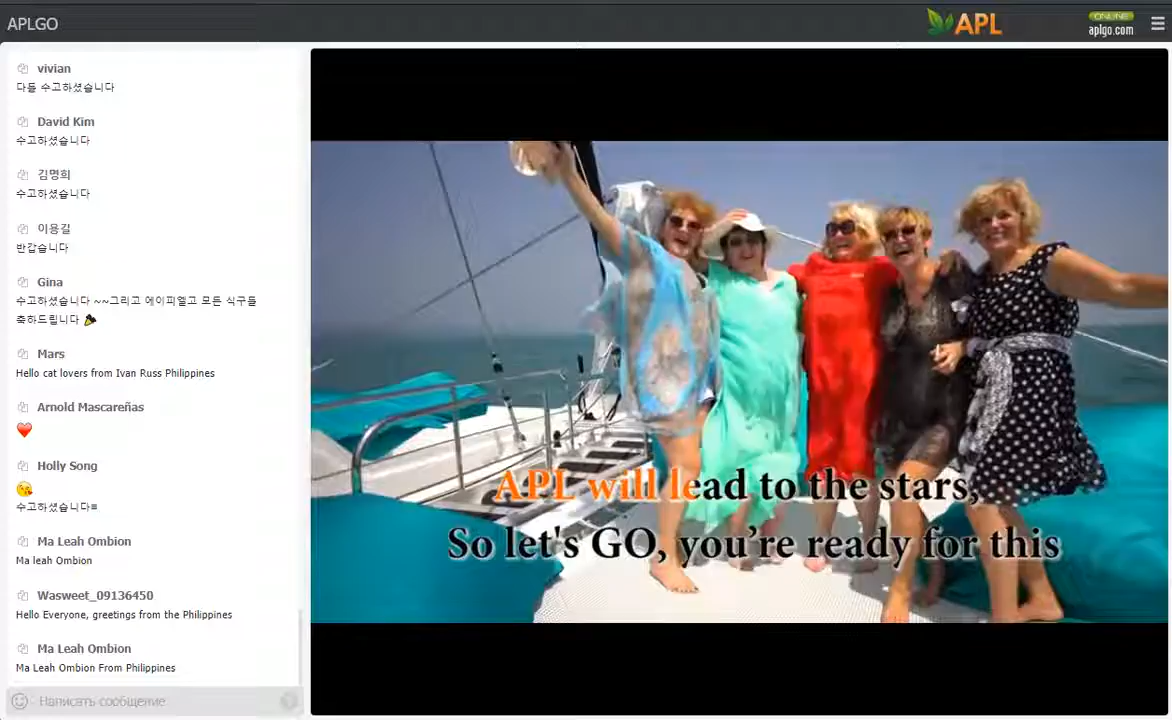 APLGO
APL
ONLINE
aplgo.com
vivian
다들 수고하셨습니다
David Kim
수고하셨습니다
김명희
수고하셨습니다
이용길
반갑습니다
Gina
수고하셨습니다 ~~그리고 에이피엘고 모든 식구들
축하드립니다 🎉
Mars
Hello cat lovers from Ivan Russ Philippines
Arnold Mascareñas
❤
Holly Song
😘
수고하셨습니다=
Ma Leah Ombion
Ma leah Ombion
Wasweet_09136450
Hello Everyone, greetings from the Philippines
Ma Leah Ombion
Ma Leah Ombion From Philippines
Написать сообщение
APL will lead to the stars,
So let's GO, you’re ready for this